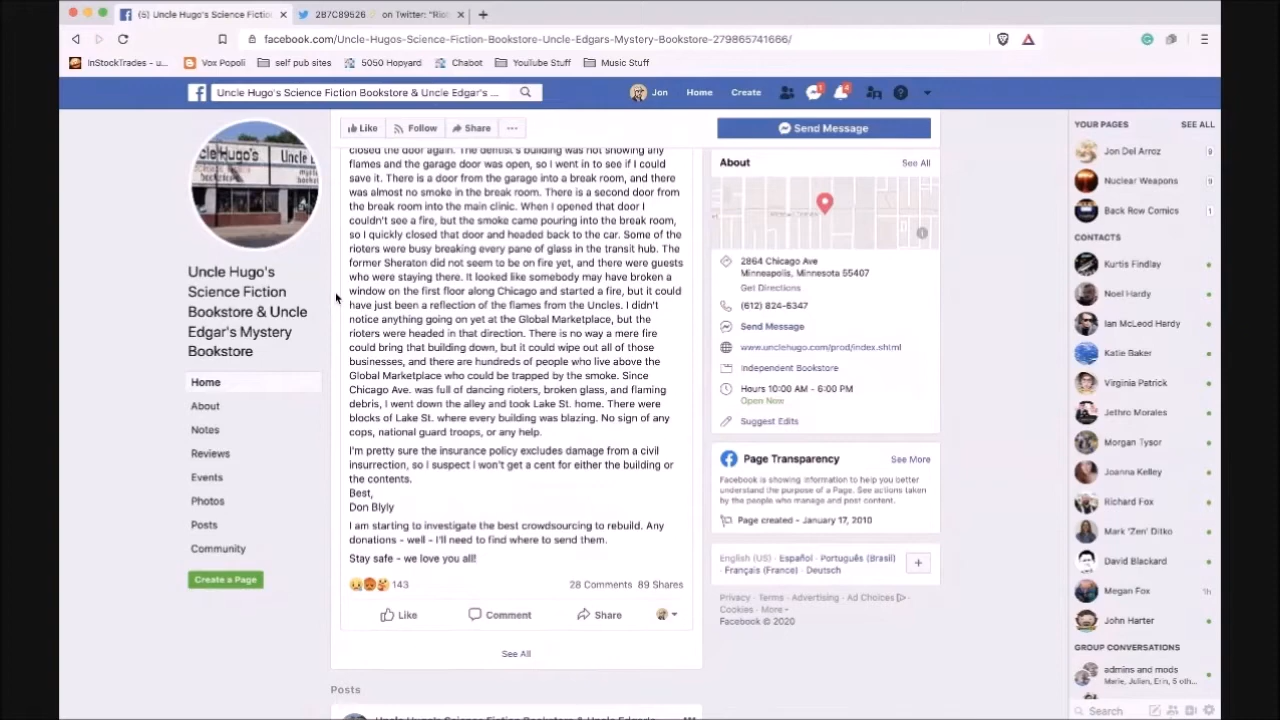 (5) Uncle Hugo's Science Fictio
2B7C89526
on Twitter: "Rio
facebook.com/Uncle-Hugos-Science-Fiction-Bookstore-Uncle-Edgars-Mystery-Bookstore-279865741666/
InStockTrades - u...
Vox Popoli
self pub sites
5050 Hopyard
Chatbot
YouTube Stuff
Music Stuff
Uncle Hugo's Science Fiction Bookstore & Uncle Edgar's ...
Jon
Home
Create
1
4
Like
Follow
Share
Send Message
Uncle Hugo's
Science Fiction
Bookstore & Uncle
Edgar's Mystery
Bookstore
Home
About
Notes
Reviews
Events
Photos
Posts
Community
Create a Page
closed the door again. The dentist's building was not showing any
flames and the garage door was open, so I went in to see if I could
save it. There is a door from the garage into a break room, and there
was almost no smoke in the break room. There is a second door from
the break room into the main clinic. When I opened that door I
couldn't see a fire, but the smoke came pouring into the break room,
so I quickly closed that door and headed back to the car. Some of the
rioters were busy breaking every pane of glass in the transit hub. The
former Sheraton did not seem to be on fire yet, and there were guests
who were staying there. It looked like somebody may have broken a
window on the first floor along Chicago and started a fire, but it could
have just been a reflection of the flames from the Uncles. I didn't
notice anything going on yet at the Global Marketplace, but the
rioters were headed in that direction. There is no way a mere fire
could bring that building down, but it could wipe out all of those
businesses, and there are hundreds of people who live above the
Global Marketplace who could be trapped by the smoke. Since
Chicago Ave. was full of dancing rioters, broken glass, and flaming
debris, I went down the alley and took Lake St. home. There were
blocks of Lake St. where every building was blazing. No sign of any
cops, national guard troops, or any help.
I'm pretty sure the insurance policy excludes damage from a civil
insurrection, so I suspect I won't get a cent for either the building or
the contents.
Best,
Don Blyly
I am starting to investigate the best crowdsourcing to rebuild. Any
donations - well - I'll need to find where to send them.
Stay safe - we love you all!
143
28 Comments 89 Shares
Like
Comment
Share
See All
Posts
Uncle Hugo's Science Fiction Bookstore & Uncle Edgar's
About
See All
2864 Chicago Ave
Minneapolis, Minnesota 55407
Get Directions
(612) 824-6347
Send Message
www.unclehugo.com/prod/index.shtml
Independent Bookstore
Hours 10:00 AM - 6:00 PM
Open Now
Suggest Edits
Page Transparency
See More
Facebook is showing information to help you better
understand the purpose of a Page. See actions taken
by the people who manage and post content.
Page created - January 17, 2010
English (US) · Español · Português (Brasil)
· Français (France) · Deutsch
Privacy · Terms · Advertising · Ad Choices
Cookies · More
Facebook © 2020
YOUR PAGES
SEE ALL
Jon Del Arroz
9
Nuclear Weapons
9
Back Row Comics
1
CONTACTS
Kurtis Findlay
Noel Hardy
Ian McLeod Hardy
Katie Baker
Virginia Patrick
Jethro Morales
Morgan Tysor
Joanna Kelley
Richard Fox
Mark 'Zen' Ditko
David Blackard
Megan Fox
1h
John Harter
GROUP CONVERSATIONS
admins and mods
Marie, Julian, Erin, 5 oth...
Search